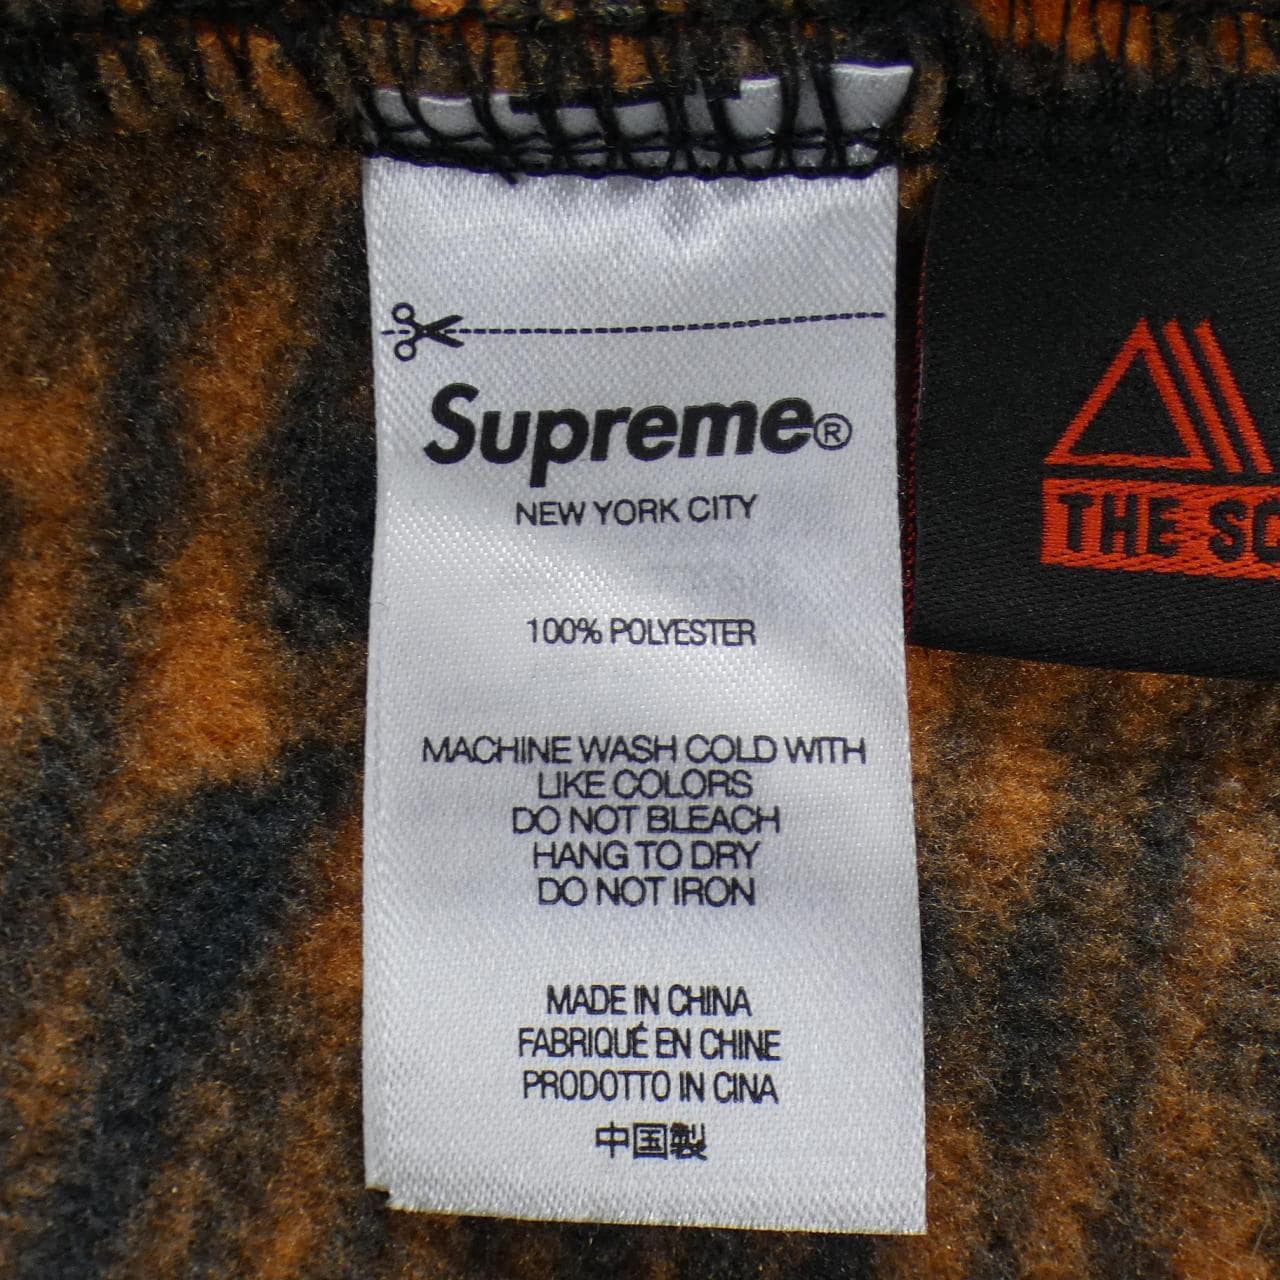 Supreme®
NEW YORK CITY
100% POLYESTER
MACHINE WASH COLD WITH
LIKE COLORS
DO NOT BLEACH
HANG TO DRY
DO NOT IRON
MADE IN CHINA
FABRIQUÉ EN CHINE
PRODOTTO IN CINA
中国製
THE